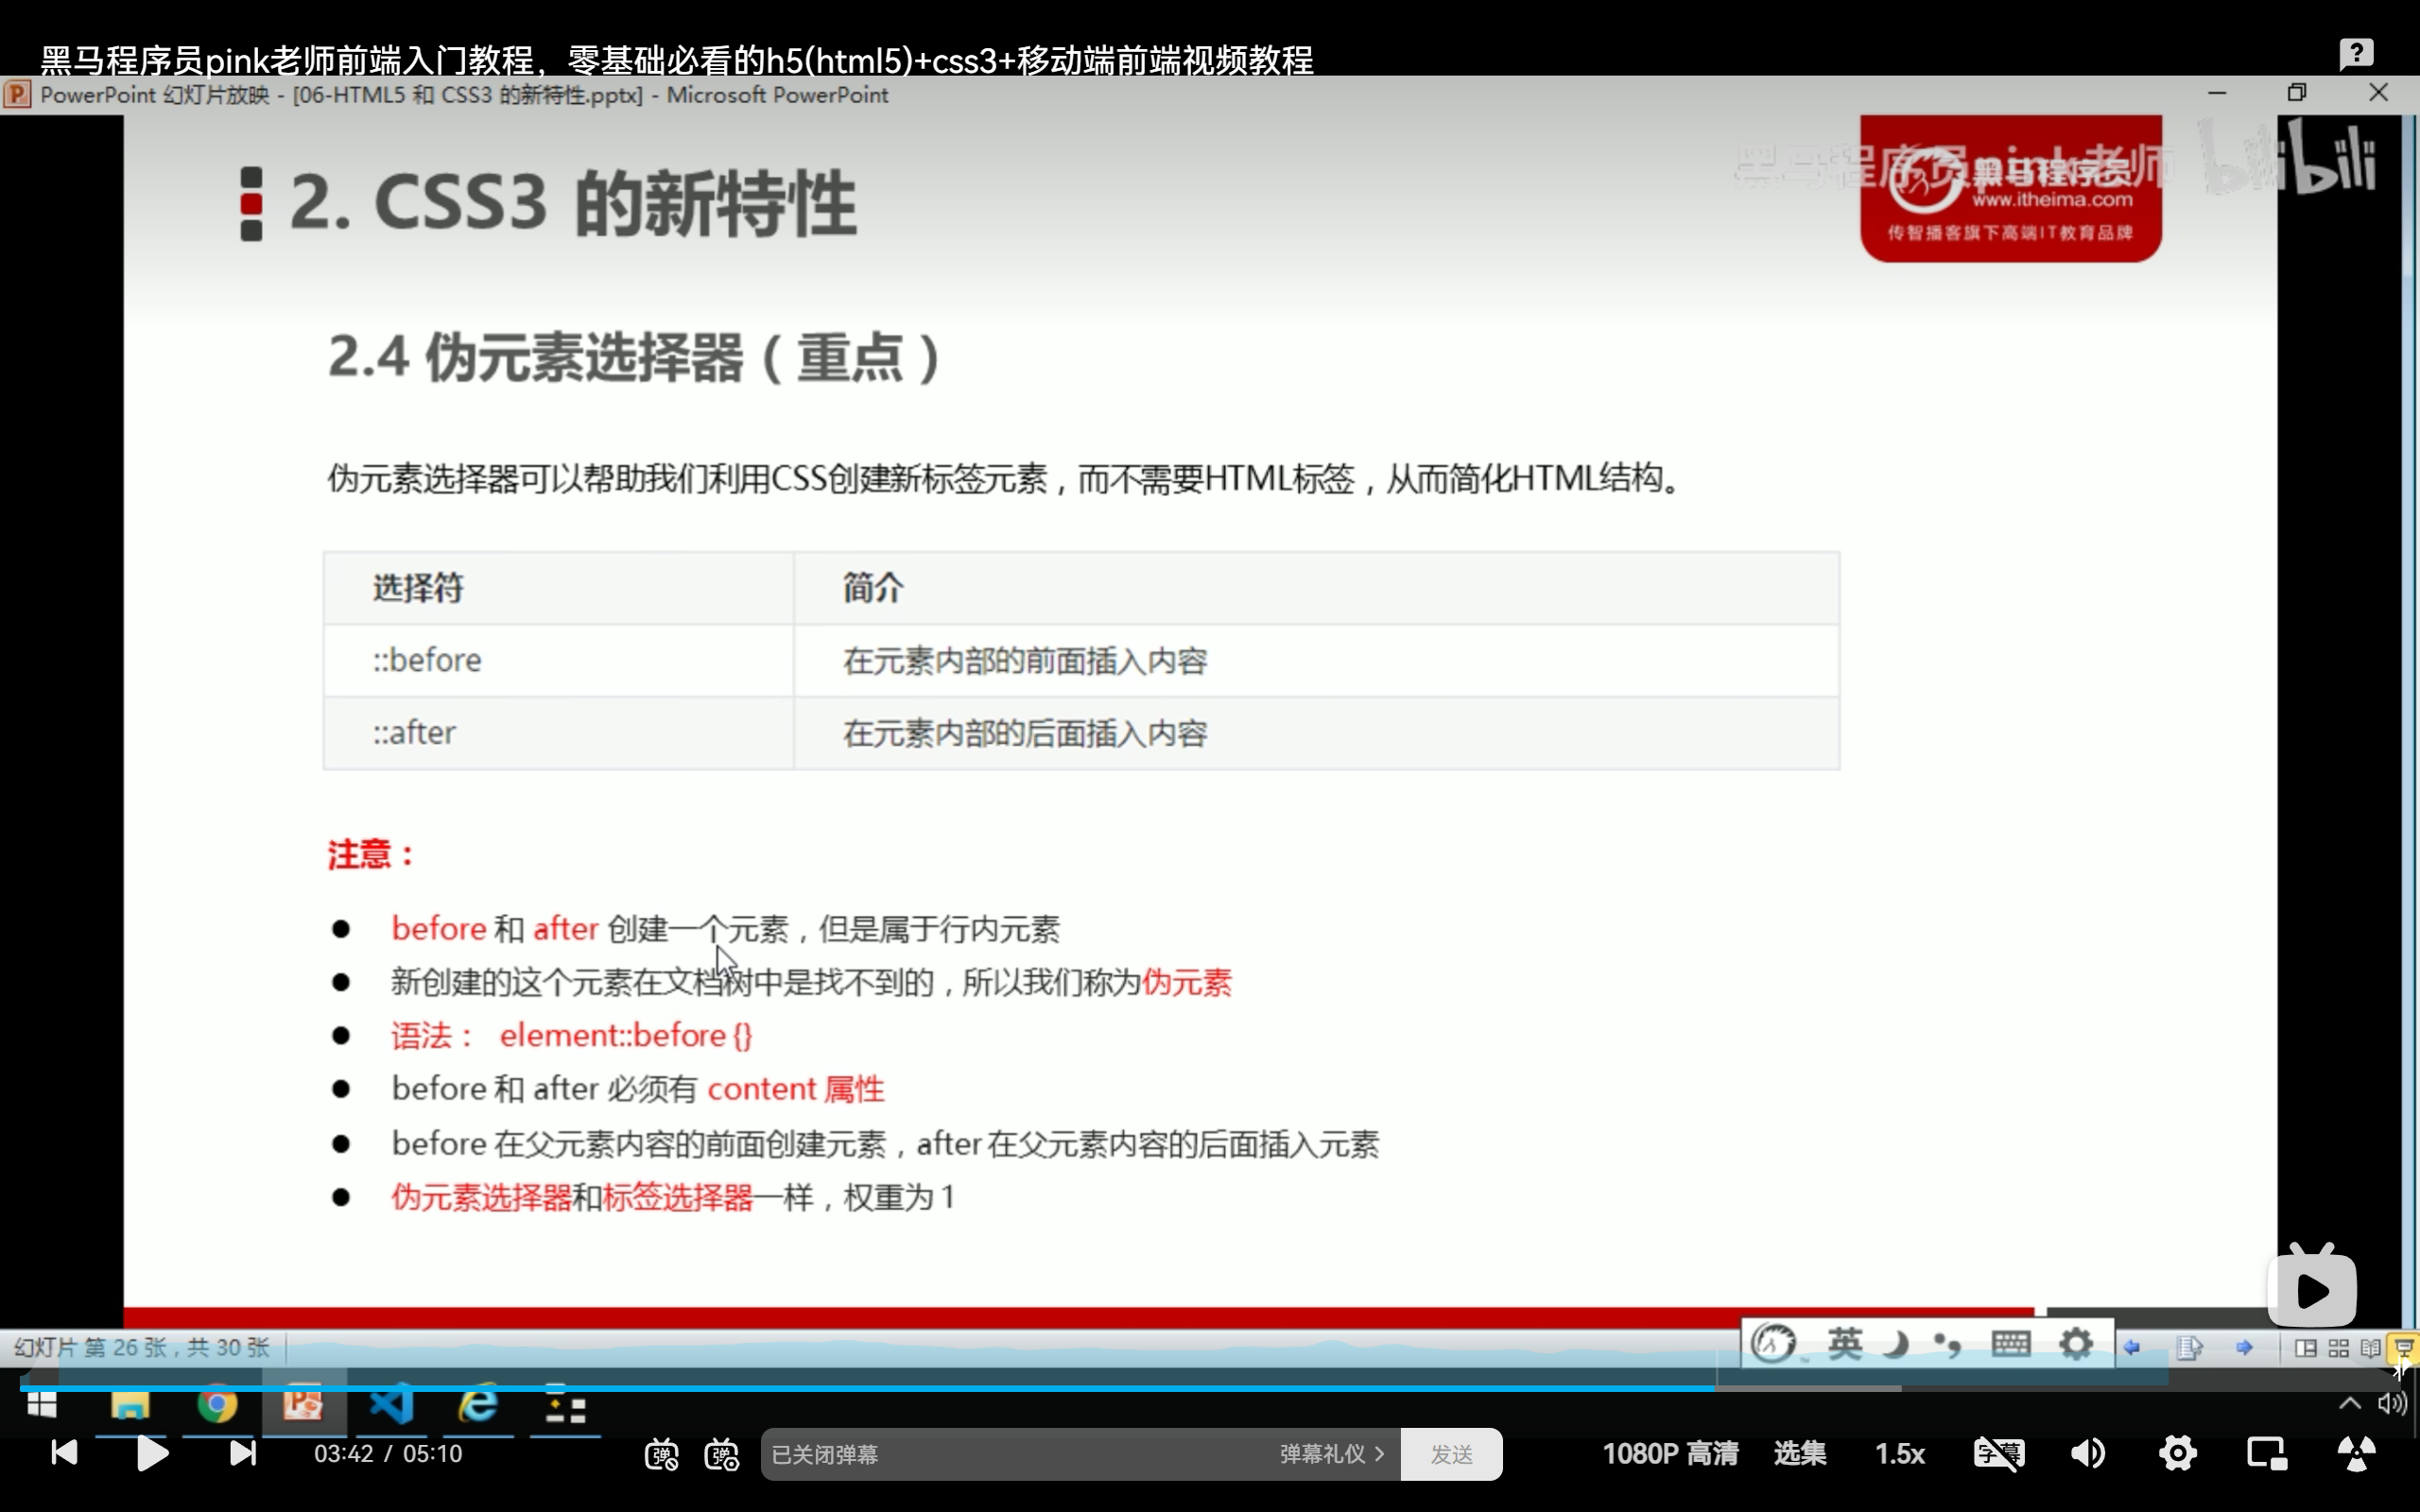 黑马程序员pink老师前端入门教程，零基础必看的h5(html5)+css3+移动端前端视频教程
PowerPoint 幻灯片放映 - [06-HTML5 和 CSS3 的新特性.pptx] - Microsoft PowerPoint
2. CSS3 的新特性
黑马程序员pink老师
bilibili
黑马程序员
www.itheima.com
传智播客旗下高端IT教育品牌
2.4 伪元素选择器（重点）
伪元素选择器可以帮助我们利用CSS创建新标签元素，而不需要HTML标签，从而简化HTML结构。
选择符 简介
::before 在元素内部的前面插入内容
::after 在元素内部的后面插入内容
注意：
● before 和 after 创建一个元素，但是属于行内元素
● 新创建的这个元素在文档树中是找不到的，所以我们称为伪元素
● 语法： element::before {}
● before 和 after 必须有 content 属性
● before 在父元素内容的前面创建元素，after 在父元素内容的后面插入元素
● 伪元素选择器和标签选择器一样，权重为 1
幻灯片 第 26 张，共 30 张
英
03:42 / 05:10
弹
弹
已关闭弹幕
弹幕礼仪 >
发送
1080P 高清
选集
1.5x
字幕